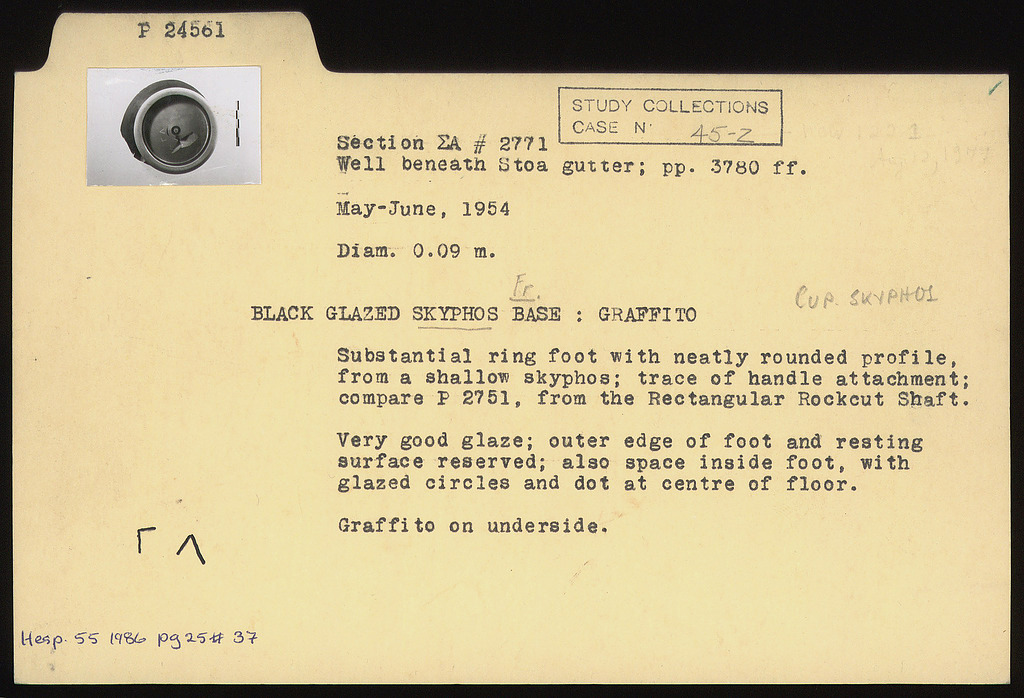 P 24561
STUDY COLLECTIONS
CASE Nº 45-Z
Section ΣA # 2771
Well beneath Stoa gutter; pp. 3780 ff.
May-June, 1954
Diam. 0.09 m.
Fr.
CUP. SKYPHOS
BLACK GLAZED SKYPHOS BASE : GRAFFITO
Substantial ring foot with neatly rounded profile,
from a shallow skyphos; trace of handle attachment;
compare P 2751, from the Rectangular Rockcut Shaft.
Very good glaze; outer edge of foot and resting
surface reserved; also space inside foot, with
glazed circles and dot at centre of floor.
Graffito on underside.
Γ Λ
Hesp. 55 1986 pg 25 # 37